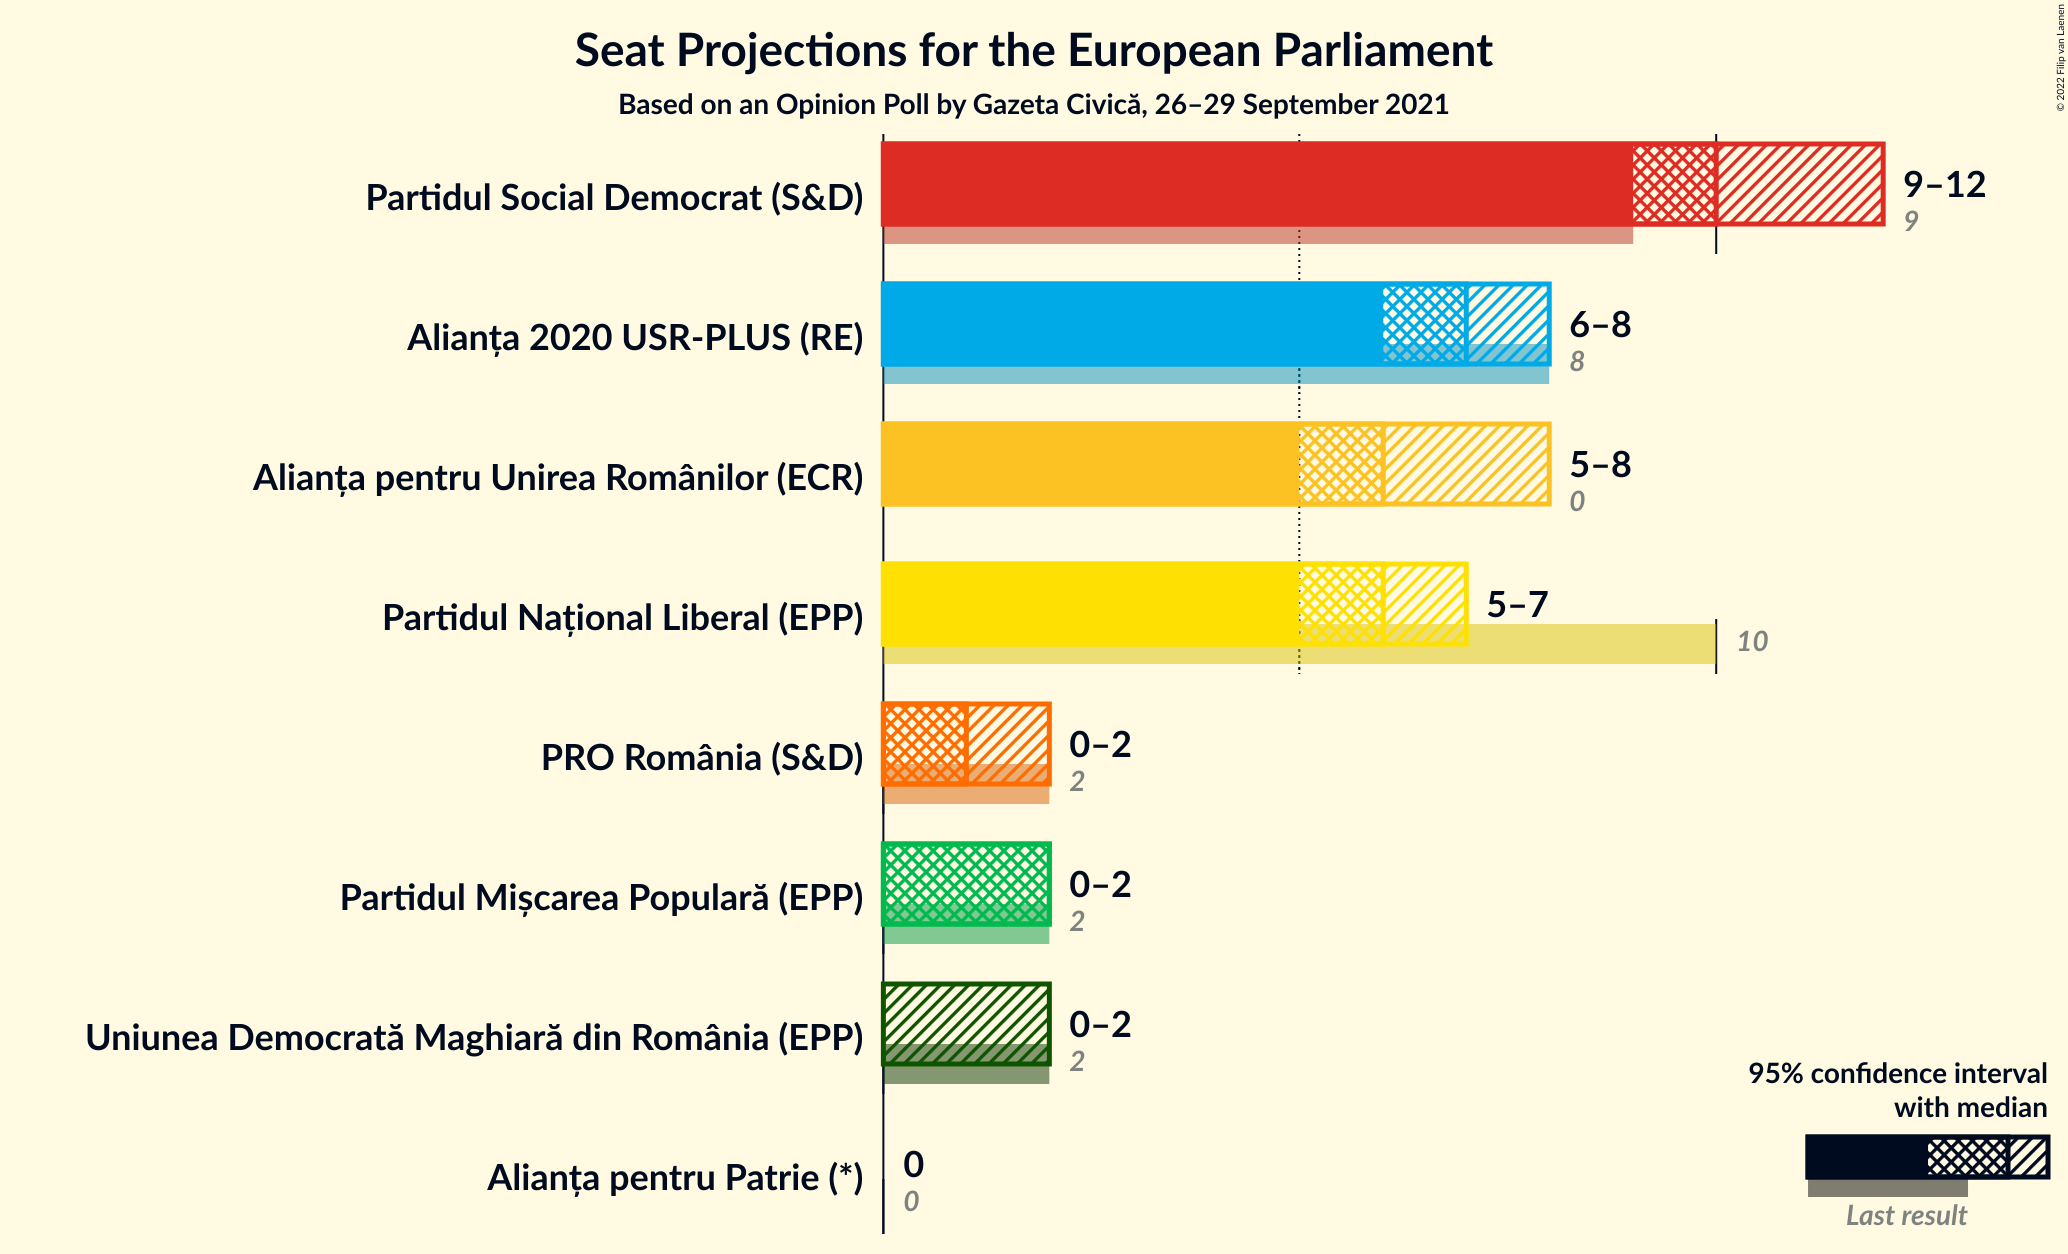 Seat Projections for the European Parliament
Based on an Opinion Poll by Gazeta Civică, 26–29 September 2021
© 2022 Filip van Laenen
Partidul Social Democrat (S&D)
9–12
9
Alianța 2020 USR-PLUS (RE)
6–8
8
Alianța pentru Unirea Românilor (ECR)
5–8
0
Partidul Național Liberal (EPP)
5–7
10
PRO România (S&D)
0–2
2
Partidul Mișcarea Populară (EPP)
0–2
2
Uniunea Democrată Maghiară din România (EPP)
0–2
2
Alianța pentru Patrie (*)
0
0
95% confidence interval
with median
Last result